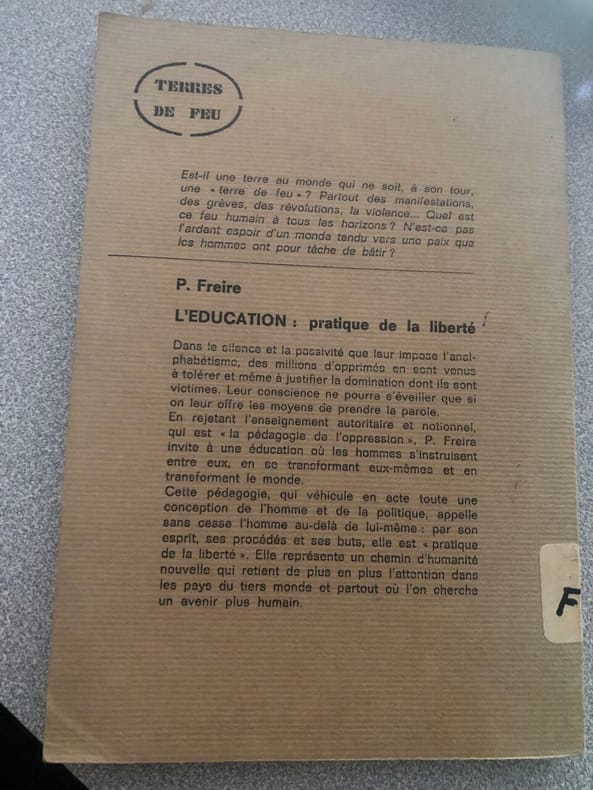 TERRES
DE FEU
Est-il une terre au monde qui ne soit, à son tour,
une « terre de feu » ? Partout des manifestations,
des grèves, des révolutions, la violence... Quel est
ce feu humain à tous les horizons ? N'est-ce pas
l'ardent espoir d'un monda tendu vers une paix que
les hommes ont pour tâche de bâtir ?
P. Freire
L'EDUCATION : pratique de la liberté
Dans le silence et la passivité que leur impose l'anal-
phabétisme, des millions d'opprimés en sont venus
à tolérer et même à justifier la domination dont ils sont
victimes. Leur conscience ne pourra s'éveiller que si
on leur offre les moyens de prendre la parole.
En rejetant l'enseignement autoritaire et notionnel,
qui est « la pédagogie de l'oppression », P. Freire
invite à une éducation où les hommes s'instruisent
entre eux, en se transformant eux-mêmes et en
transformant le monde.
Cette pédagogie, qui véhicule en acte toute une
conception de l'homme et de la politique, appelle
sans cesse l'homme au-delà de lui-même : par son
esprit, ses procédés et ses buts, elle est « pratique
de la liberté ». Elle représente un chemin d'humanité
nouvelle qui retient de plus en plus l'attention dans
les pays du tiers monde et partout où l'on cherche
un avenir plus humain.
F